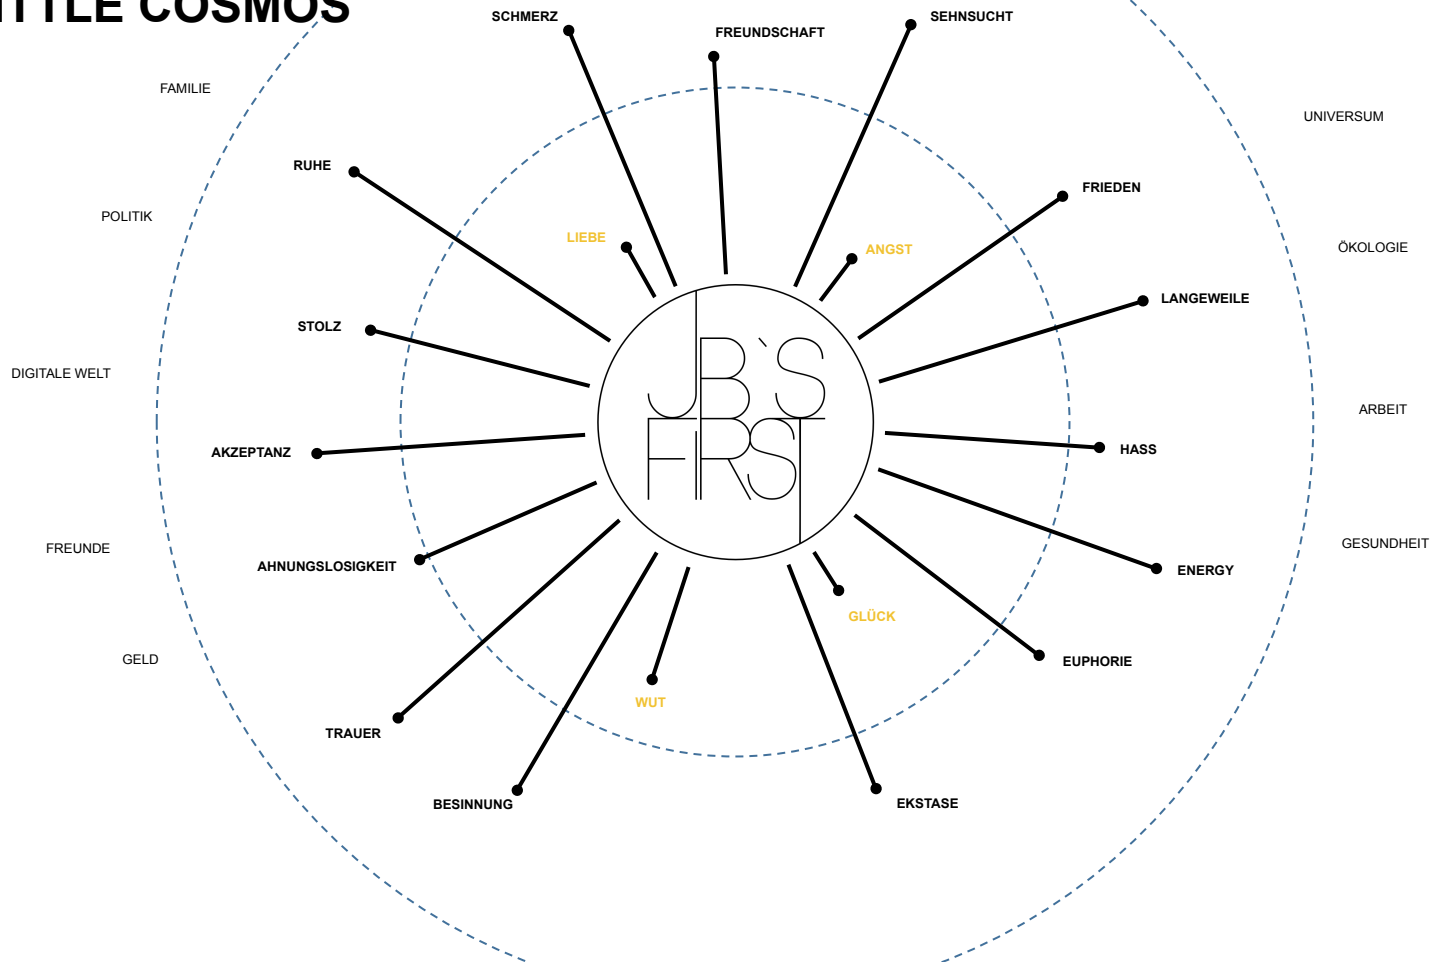 ITTLE COSMOS
SCHMERZ
SEHNSUCHT
FREUNDSCHAFT
FAMILIE
UNIVERSUM
RUHE
FRIEDEN
POLITIK
LIEBE
ANGST
ÖKOLOGIE
LANGEWEILE
STOLZ
DIGITALE WELT
JB`S
FIRST
ARBEIT
AKZEPTANZ
HASS
FREUNDE
GESUNDHEIT
AHNUNGSLOSIGKEIT
ENERGY
GLÜCK
GELD
EUPHORIE
WUT
TRAUER
BESINNUNG
EKSTASE